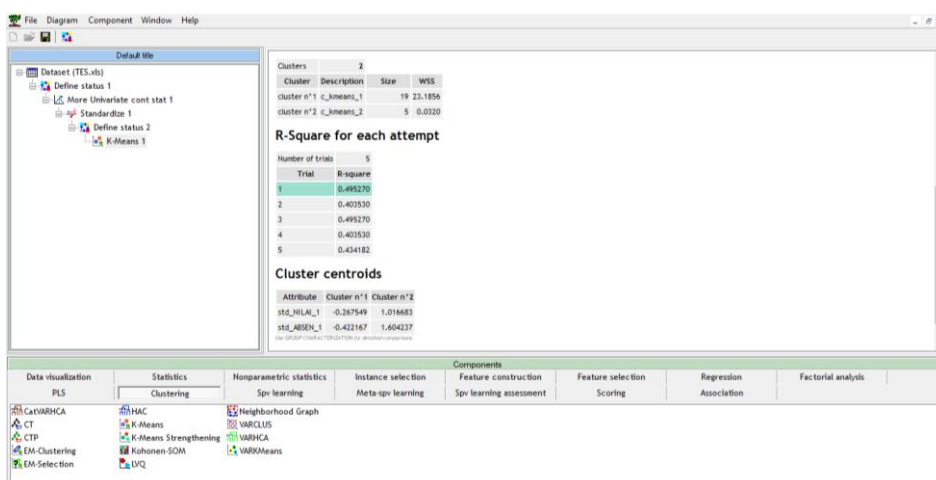 File Diagram Component Window Help
Default title
Dataset (TES.xls)
Define status 1
More Univariate cont stat 1
Standardize 1
Define status 2
K-Means 1
Clusters 2
Cluster Description Size WSS
cluster n°1 c_kmeans_1 19 23.1856
cluster n°2 c_kmeans_2 5 0.0320
R-Square for each attempt
Number of trials 5
Trial R-square
1 0.495270
2 0.403530
3 0.495270
4 0.403530
5 0.434182
Cluster centroids
Attribute Cluster n°1 Cluster n°2
std_NILAI_1 -0.267549 1.016683
std_ABSEN_1 -0.422167 1.604237
Use GROUP CHARACTERIZATION for detailed comparisons
Components
Data visualization Statistics Nonparametric statistics Instance selection Feature construction Feature selection Regression Factorial analysis
PLS Clustering Spv learning Meta-spv learning Spv learning assessment Scoring Association
CatVARHCA HAC Neighborhood Graph
CT K-Means VARCLUS
CTP K-Means Strengthening VARHCA
EM-Clustering Kohonen-SOM VARKMeans
EM-Selection LVQ